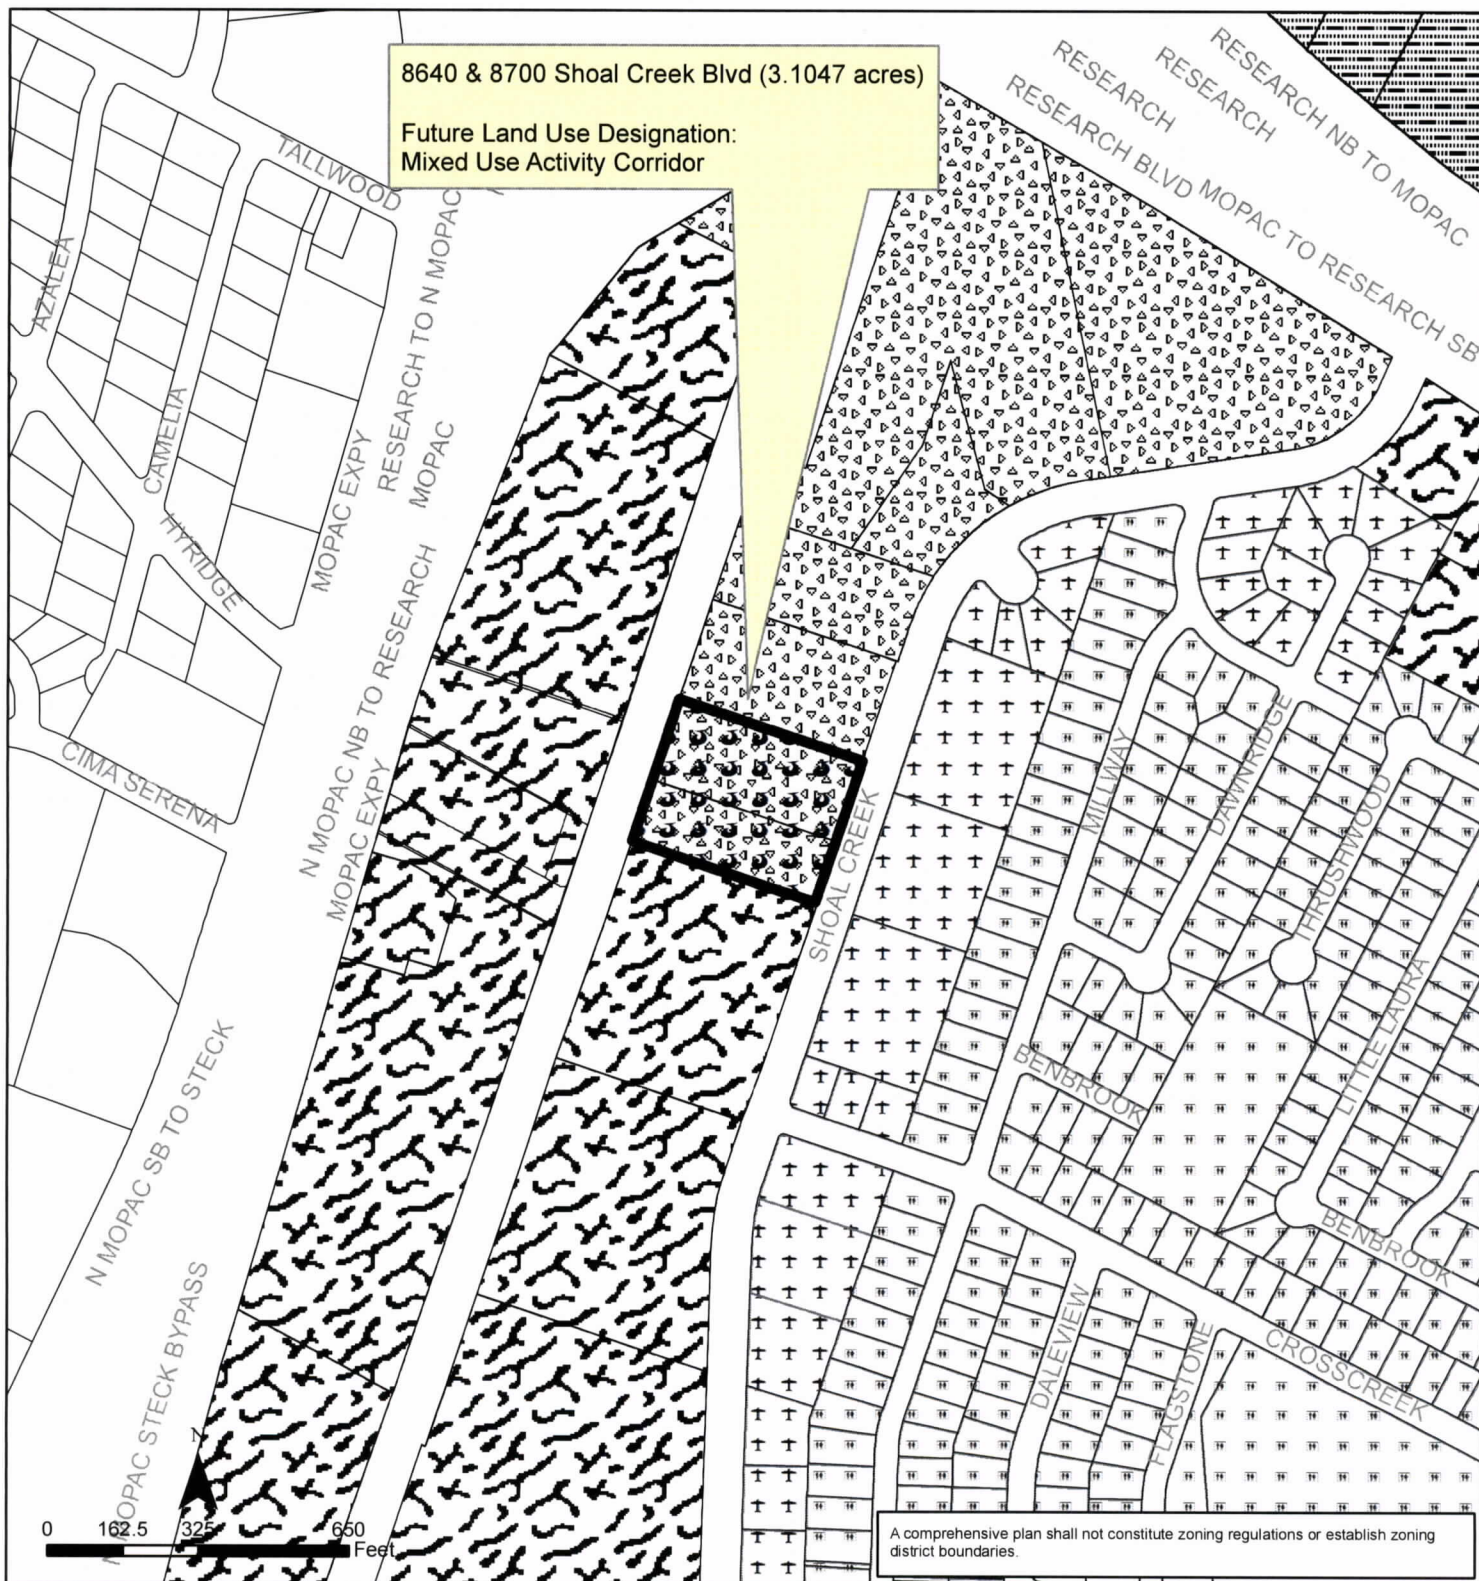 8640 & 8700 Shoal Creek Blvd (3.1047 acres)
Future Land Use Designation:
Mixed Use Activity Corridor
RESEARCH NB TO MOPAC
RESEARCH
RESEARCH
RESEARCH BLVD
MOPAC TO RESEARCH SB
TALLWOOD
AZALEA
CAMELIA
HYRIDGE
MOPAC EXPY
RESEARCH TO N MOPAC
MOPAC
N MOPAC NB TO RESEARCH
MOPAC EXPY
CIMA SERENA
SHOAL CREEK
MILLWAY
DAWNRIDGE
THRUSHWOOD
LITTLE LAURA
BENBROOK
BENBROOK
CROSSCREEK
DALEVIEW
FLAGSTONE
N MOPAC SB TO STECK
MOPAC STECK BYPASS
N
0 162.5 325 650
Feet
A comprehensive plan shall not constitute zoning regulations or establish zoning
district boundaries.